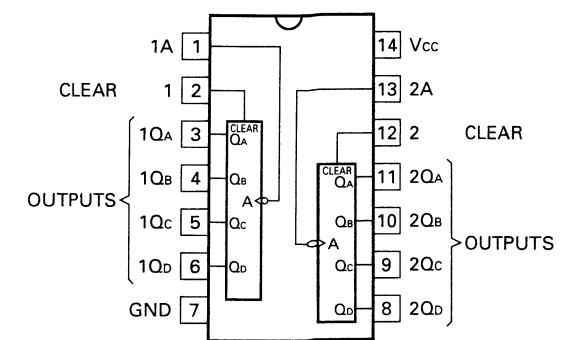 1A 1 14 Vcc
13 2A
CLEAR 1 2 12 2 CLEAR
1QA 3 CLEAR
QA
CLEAR
QA 11 2QA
1QB 4 QB
OUTPUTS A
QB 10 2QB
1QC 5 QC
A OUTPUTS
QC 9 2QC
1QD 6 QD
GND 7 QD 8 2QD